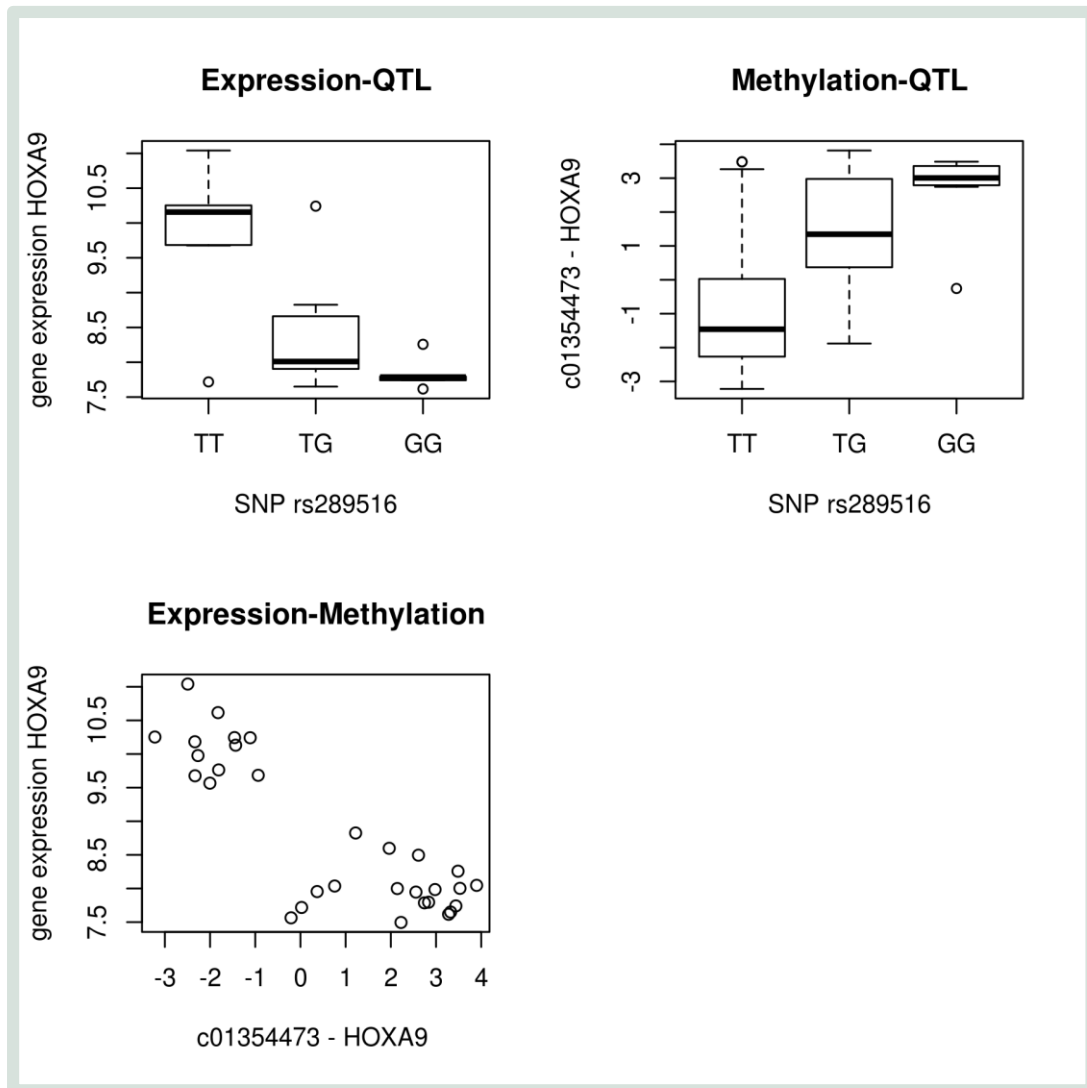 Expression-QTL
gene expression HOXA9
10.5
9.5
8.5
7.5
TT TG GG
SNP rs289516
Methylation-QTL
c01354473 - HOXA9
3
1
-1
-3
TT TG GG
SNP rs289516
Expression-Methylation
gene expression HOXA9
10.5
9.5
8.5
7.5
-3 -2 -1 0 1 2 3 4
c01354473 - HOXA9